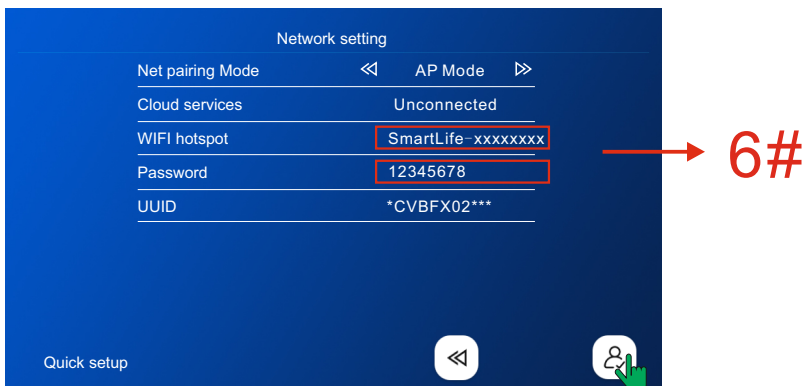 Network setting
Net pairing Mode AP Mode
Cloud services Unconnected
WIFI hotspot SmartLife-xxxxxxxx
Password 12345678
UUID *CVBFX02***
6#
Quick setup